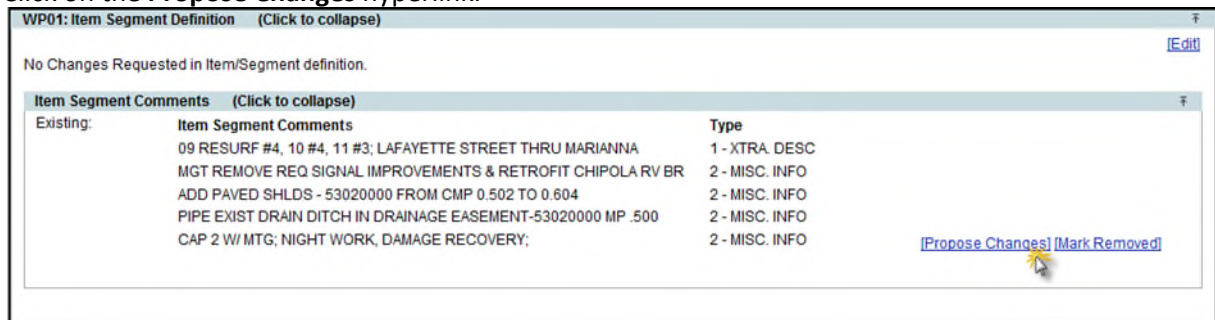 Click on the Propose Changes hyperlink.
WP01: Item Segment Definition (Click to collapse)
[Edit]
No Changes Requested in Item/Segment definition.
Item Segment Comments (Click to collapse)
Existing: Item Segment Comments Type
09 RESURF #4, 10 #4, 11 #3; LAFAYETTE STREET THRU MARIANNA 1 - XTRA. DESC
MGT REMOVE REQ SIGNAL IMPROVEMENTS & RETROFIT CHIPOLA RV BR 2 - MISC. INFO
ADD PAVED SHLDS - 53020000 FROM CMP 0.502 TO 0.604 2 - MISC. INFO
PIPE EXIST DRAIN DITCH IN DRAINAGE EASEMENT-53020000 MP .500 2 - MISC. INFO
CAP 2 W/ MTG; NIGHT WORK, DAMAGE RECOVERY; 2 - MISC. INFO [Propose Changes] [Mark Removed]